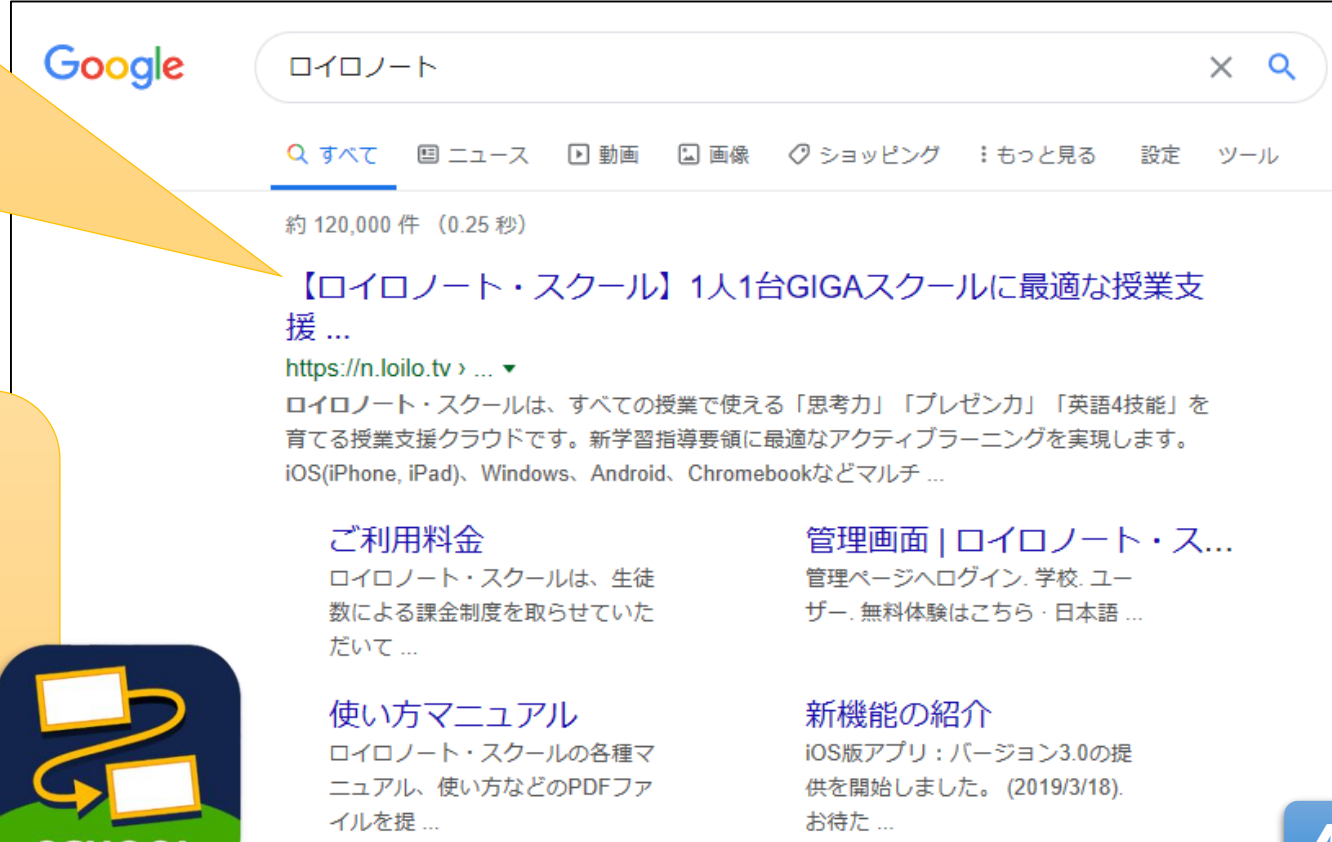 Google
ロイロノート
すべて ニュース 動画 画像 ショッピング もっと見る 設定 ツール
約 120,000 件 （0.25 秒）
【ロイロノート・スクール】1人1台GIGAスクールに最適な授業支
援 ...
https://n.loilo.tv › ...
ロイロノート・スクールは、すべての授業で使える「思考力」「プレゼン力」「英語4技能」を
育てる授業支援クラウドです。新学習指導要領に最適なアクティブラーニングを実現します。
iOS(iPhone, iPad)、Windows、Android、Chromebookなどマルチ ...
ご利用料金
ロイロノート・スクールは、生徒
数による課金制度を取らせていた
だいて ...
管理画面 | ロイロノート・ス...
管理ページへログイン. 学校. ユー
ザー. 無料体験はこちら · 日本語 ...
使い方マニュアル
ロイロノート・スクールの各種マ
ニュアル、使い方などのPDFファ
イルを提 ...
新機能の紹介
iOS版アプリ：バージョン3.0の提
供を開始しました。 (2019/3/18).
お待た ...
SCHOOL